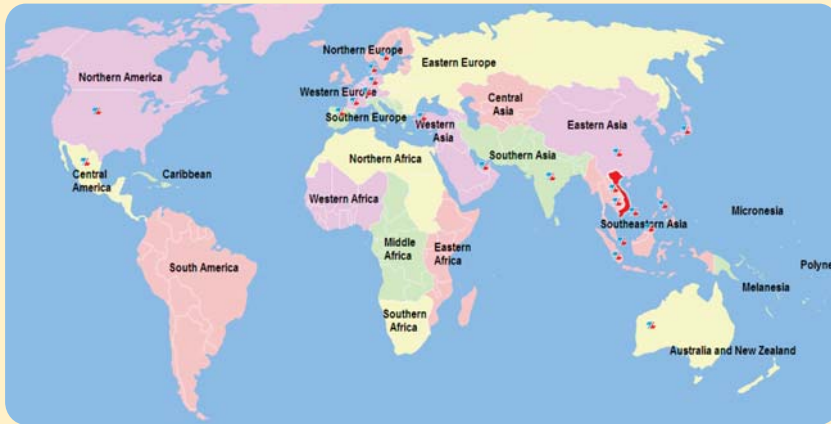 Northern Europe
Eastern Europe
Northern America
Western Europe
Central
Asia
Southern Europe
Western
Asia
Eastern Asia
Southern Asia
Northern Africa
Central
America
Caribbean
Western Africa
Micronesia
Southeastern Asia
Middle
Africa
Eastern
Africa
South America
Polyne
Melanesia
Southern
Africa
Australia and New Zealand